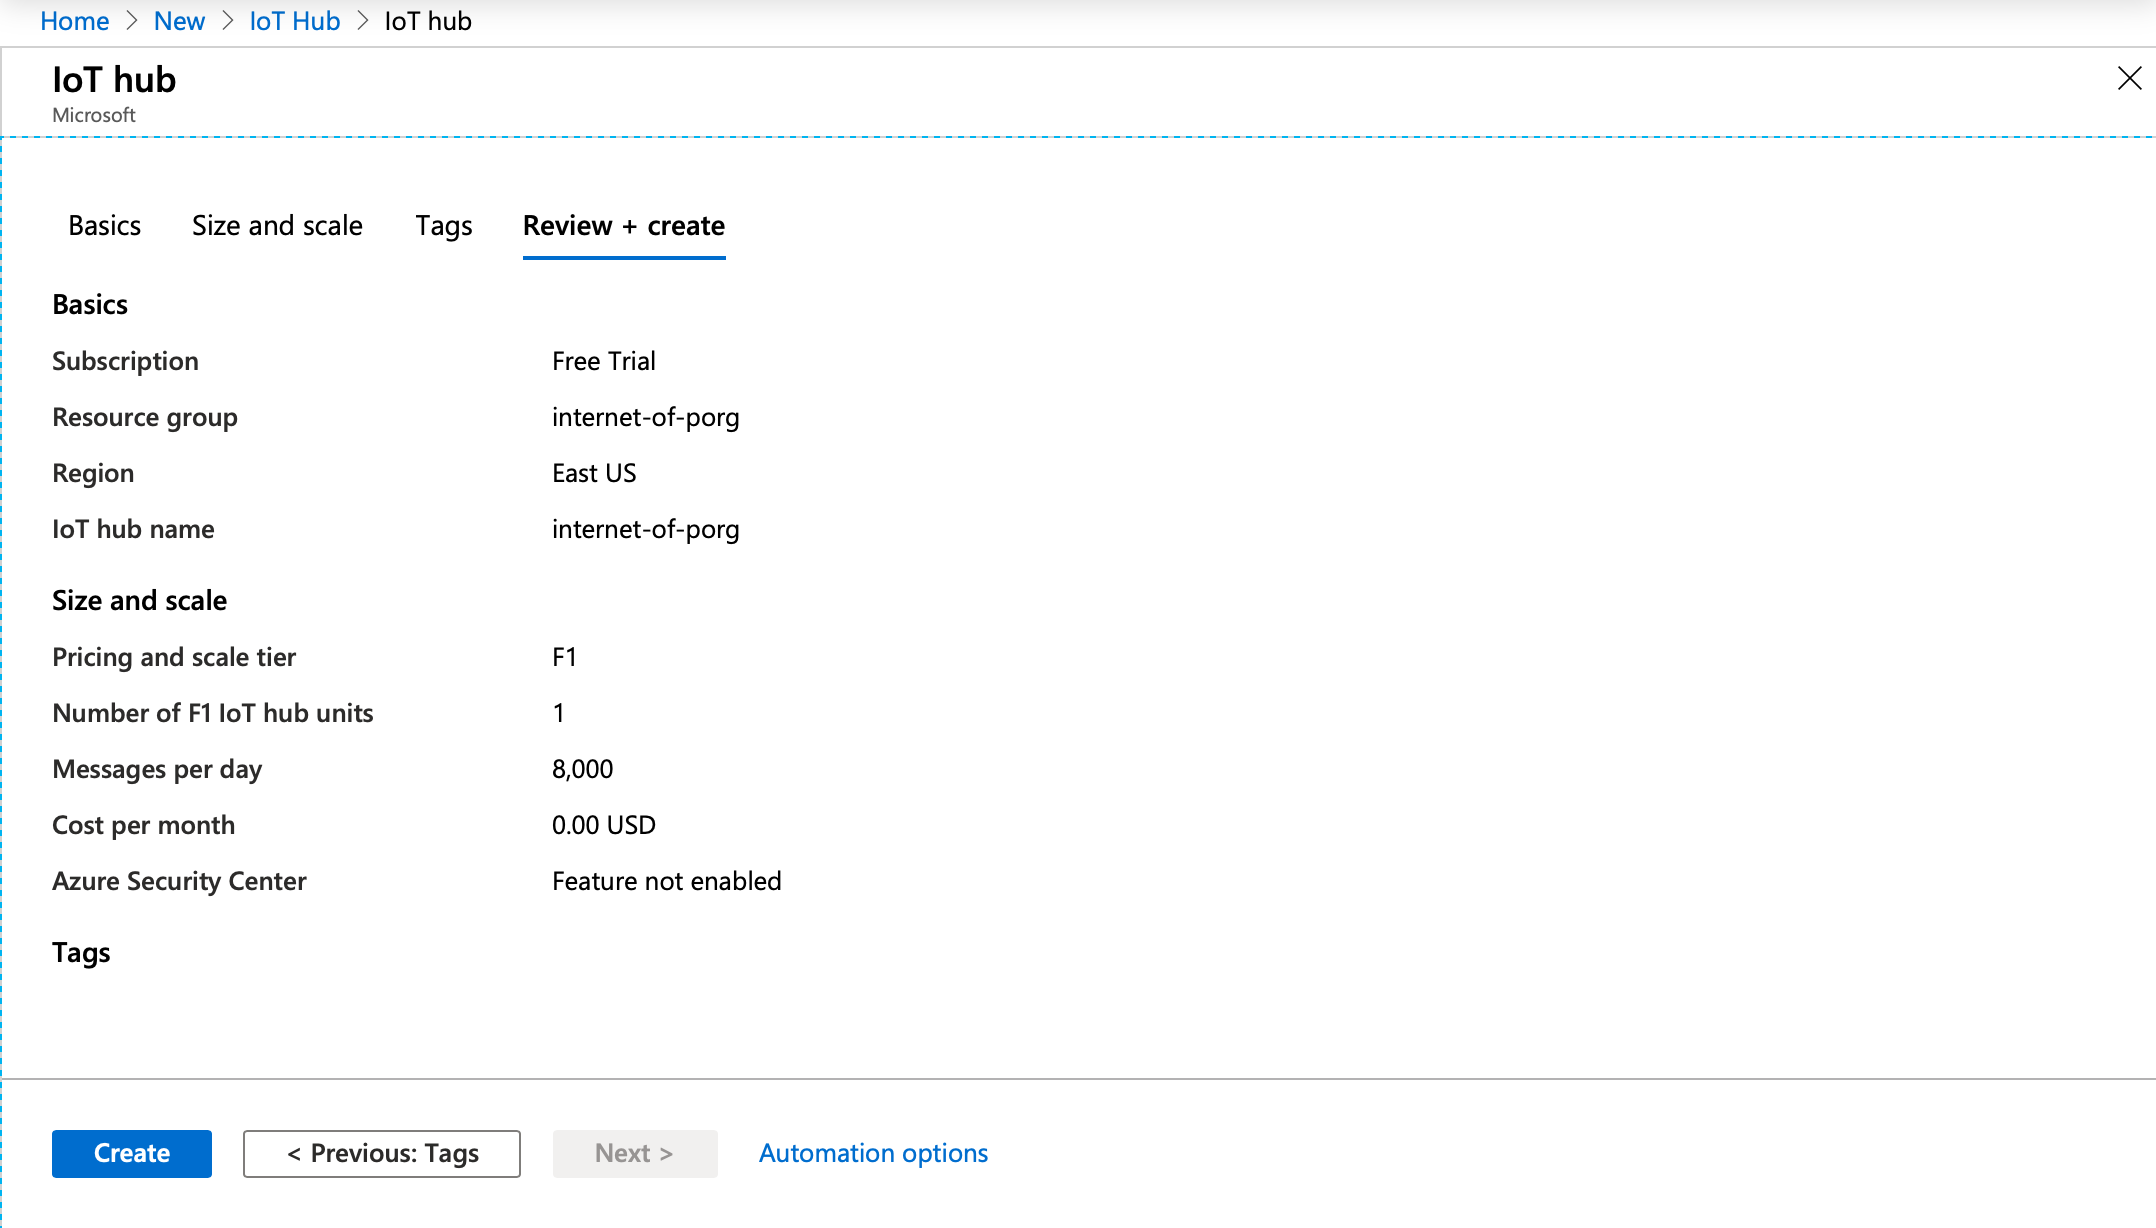 Home > New > IoT Hub > IoT hub
IoT hub
Microsoft
Basics Size and scale Tags Review + create
Basics
Subscription Free Trial
Resource group internet-of-porg
Region East US
IoT hub name internet-of-porg
Size and scale
Pricing and scale tier F1
Number of F1 IoT hub units 1
Messages per day 8,000
Cost per month 0.00 USD
Azure Security Center Feature not enabled
Tags
Create < Previous: Tags Next > Automation options